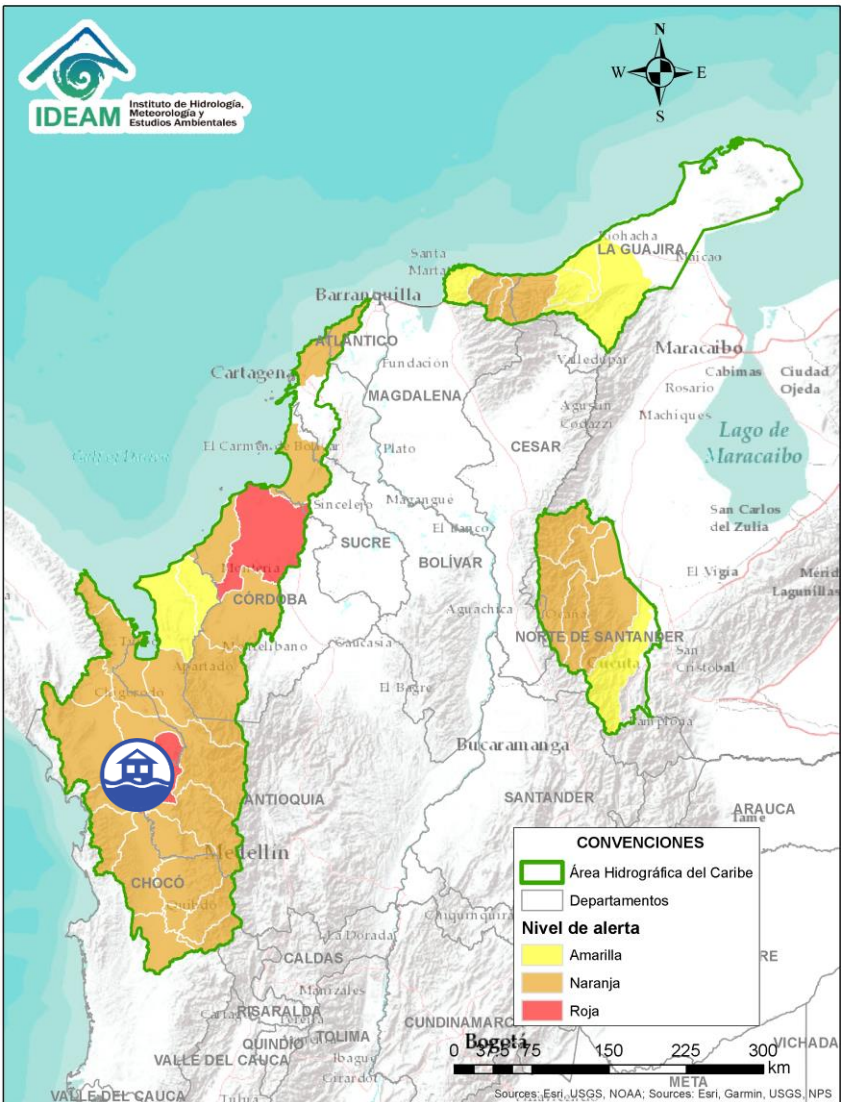 IDEAM
Instituto de Hidrología,
Meteorología y
Estudios Ambientales
N
W
E
S
Riohacha
LA GUAJIRA
Maicao
Santa
Marta
Barranquilla
ATLÁNTICO
Cartagena
Fundación
MAGDALENA
Valledupar
Maracaibo
Cabimas
Ciudad
Ojeda
Rosario
Machiques
Agustín
Codazzi
Lago de
Maracaibo
CESAR
El Carmen de Bolívar
Plato
Sincelejo
Magangué
El Banco
San Carlos
del Zulia
SUCRE
BOLÍVAR
Montería
CÓRDOBA
El Vigía
Lagunillas
Aguachica
Ocaña
NORTE DE SANTANDER
Cúcuta
San
Cristóbal
Montelíbano
Caucasia
Apartadó
El Bagre
Chigorodó
Pamplona
Bucaramanga
ANTIOQUIA
SANTANDER
ARAUCA
Tame
Medellín
CHOCÓ
Quibdó
Chiquinquirá
La Dorada
CALDAS
Manizales
RISARALDA
Pereira
QUINDÍO
TOLIMA
CUNDINAMARC
Bogotá
VALLE DEL CAUCA
Ibagué
Girardot
VICHADA
META
VALLE DEL CAUCA
Tuluá
CONVENCIONES
Área Hidrográfica del Caribe
Departamentos
Nivel de alerta
Amarilla
Naranja
Roja
0 37,5 75 150 225 300
km
Sources: Esri, USGS, NOAA; Sources: Esri, Garmin, USGS, NPS